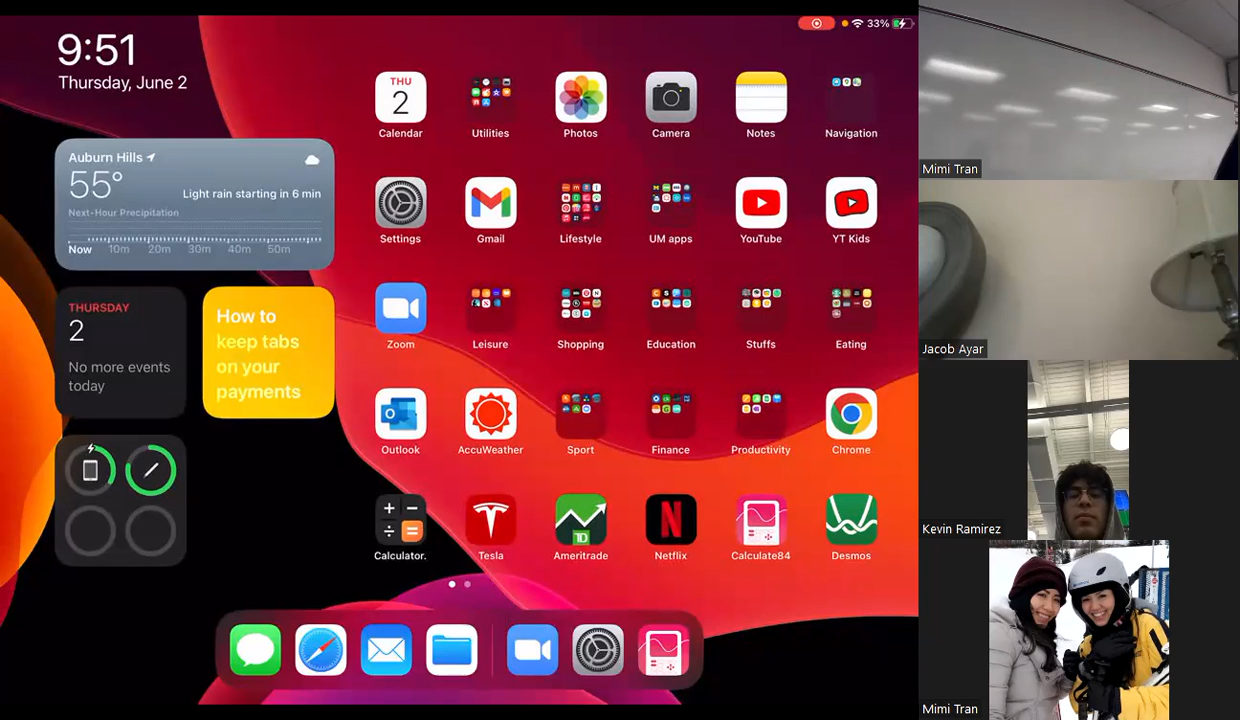 9:51
Thursday, June 2
33%
Auburn Hills
55°
Light rain starting in 6 min
Next-Hour Precipitation
Now 10m 20m 30m 40m 50m
THURSDAY
2
No more events
today
How to
keep tabs
on your
payments
THU
2
Calendar Utilities Photos Camera Notes Navigation
Settings Gmail Lifestyle UM apps YouTube YT Kids
Zoom Leisure Shopping Education Stuffs Eating
Outlook AccuWeather Sport Finance Productivity Chrome
TD
Calculator. Tesla Ameritrade Netflix Calculate84 Desmos
Mimi Tran
Jacob Ayar
Kevin Ramirez
Mimi Tran